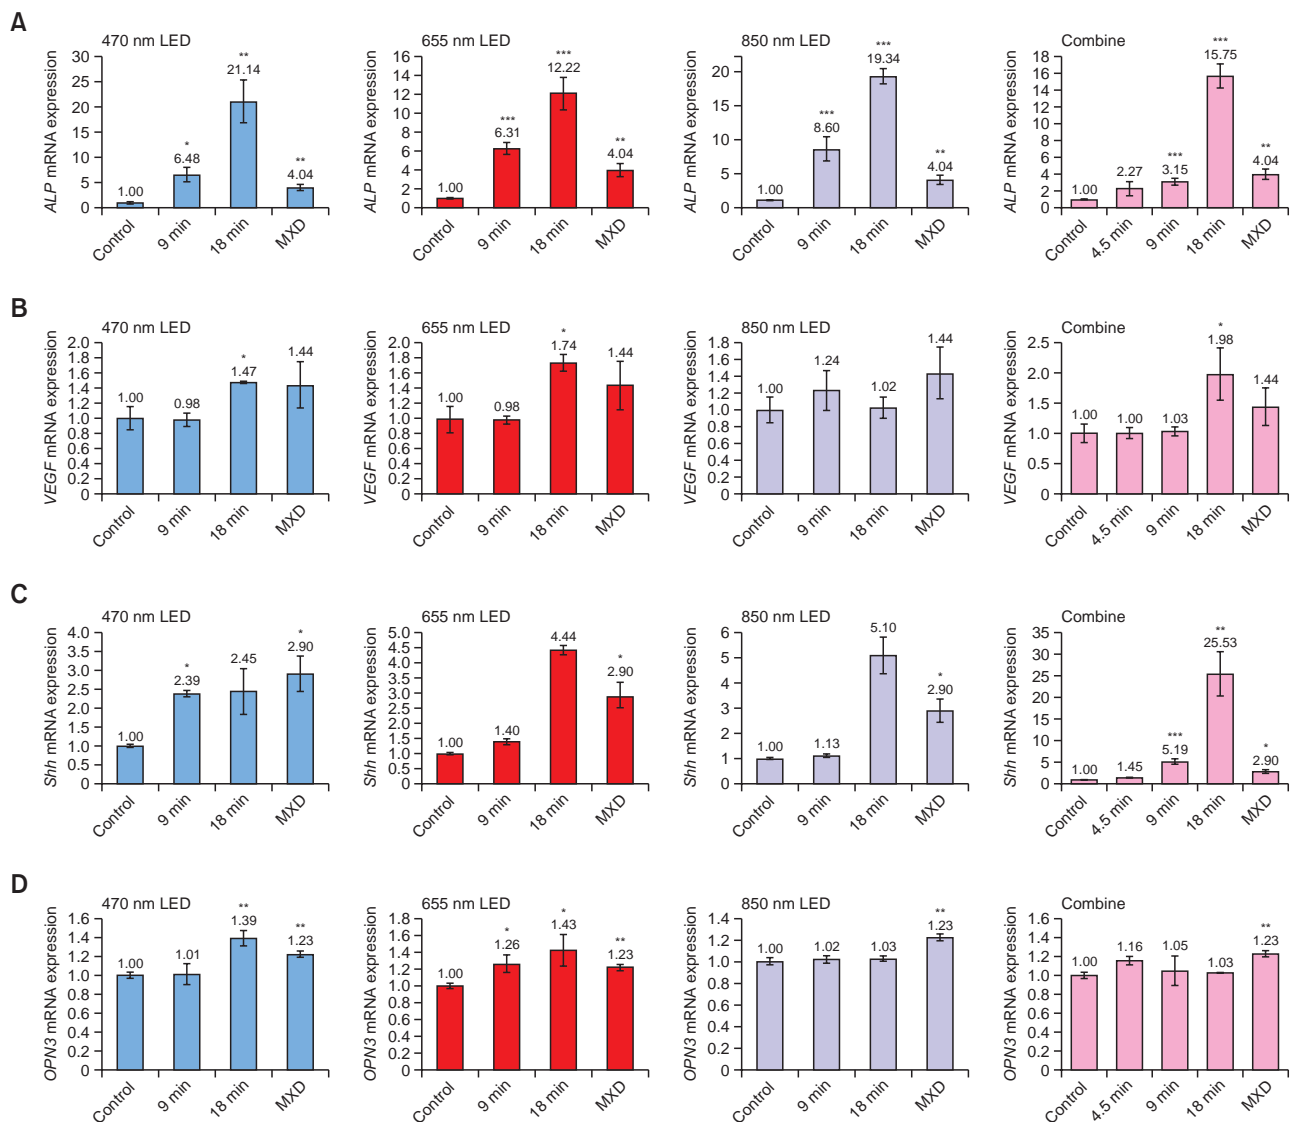 A
470 nm LED
ALP mRNA expression
30
25
20
15
10
5
0
1.00
*
6.48
**
21.14
**
4.04
Control
9 min
18 min
MXD
655 nm LED
ALP mRNA expression
16
14
12
10
8
6
4
2
0
1.00
***
6.31
***
12.22
**
4.04
Control
9 min
18 min
MXD
850 nm LED
ALP mRNA expression
20
15
10
5
0
1.00
***
8.60
***
19.34
**
4.04
Control
9 min
18 min
MXD
Combine
ALP mRNA expression
18
16
14
12
10
8
6
4
2
0
1.00
2.27
***
3.15
***
15.75
**
4.04
Control
4.5 min
9 min
18 min
MXD
B
470 nm LED
VEGF mRNA expression
2.0
1.8
1.6
1.4
1.2
1.0
0.8
0.6
0.4
0.2
0
1.00
0.98
*
1.47
1.44
Control
9 min
18 min
MXD
655 nm LED
VEGF mRNA expression
2.0
1.8
1.6
1.4
1.2
1.0
0.8
0.6
0.4
0.2
0
1.00
0.98
*
1.74
1.44
Control
9 min
18 min
MXD
850 nm LED
VEGF mRNA expression
1.8
1.6
1.4
1.2
1.0
0.8
0.6
0.4
0.2
0
1.00
1.24
1.02
1.44
Control
9 min
18 min
MXD
Combine
VEGF mRNA expression
2.5
2.0
1.5
1.0
0.5
0
1.00
1.00
1.03
*
1.98
1.44
Control
4.5 min
9 min
18 min
MXD
C
470 nm LED
Shh mRNA expression
4.0
3.5
3.0
2.5
2.0
1.5
1.0
0.5
0
1.00
*
2.39
2.45
*
2.90
Control
9 min
18 min
MXD
655 nm LED
Shh mRNA expression
5.0
4.5
4.0
3.5
3.0
2.5
2.0
1.5
1.0
0.5
1.00
1.40
4.44
*
2.90
Control
9 min
18 min
MXD
850 nm LED
Shh mRNA expression
6
5
4
3
2
1
0
1.00
1.13
5.10
*
2.90
Control
9 min
18 min
MXD
Combine
Shh mRNA expression
35
30
25
20
15
10
5
0
1.00
1.45
***
5.19
**
25.53
*
2.90
Control
4.5 min
9 min
18 min
MXD
D
470 nm LED
OPN3 mRNA expression
1.6
1.4
1.2
1.0
0.8
0.6
0.4
0.2
0
1.00
1.01
**
1.39
**
1.23
Control
9 min
18 min
MXD
655 nm LED
OPN3 mRNA expression
1.8
1.6
1.4
1.2
1.0
0.8
0.6
0.4
0.2
0
1.00
*
1.26
*
1.43
**
1.23
Control
9 min
18 min
MXD
850 nm LED
OPN3 mRNA expression
1.4
1.2
1.0
0.8
0.6
0.4
0.2
0
1.00
1.02
1.03
**
1.23
Control
9 min
18 min
MXD
Combine
OPN3 mRNA expression
1.6
1.4
1.2
1.0
0.8
0.6
0.4
0.2
0
1.00
1.16
1.05
1.03
**
1.23
Control
4.5 min
9 min
18 min
MXD